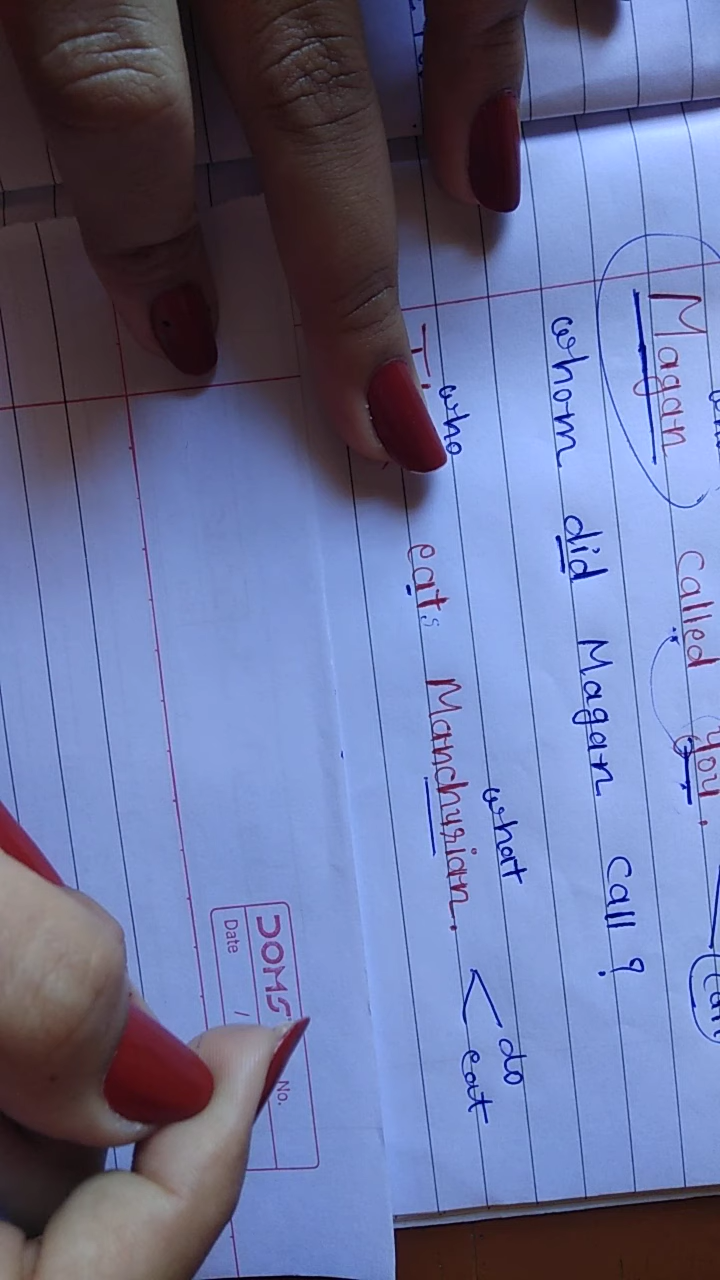 Magan called you.
whom did Magan call ?
who what
eats Manchurian. < do
eat
DOMS
Date / No.